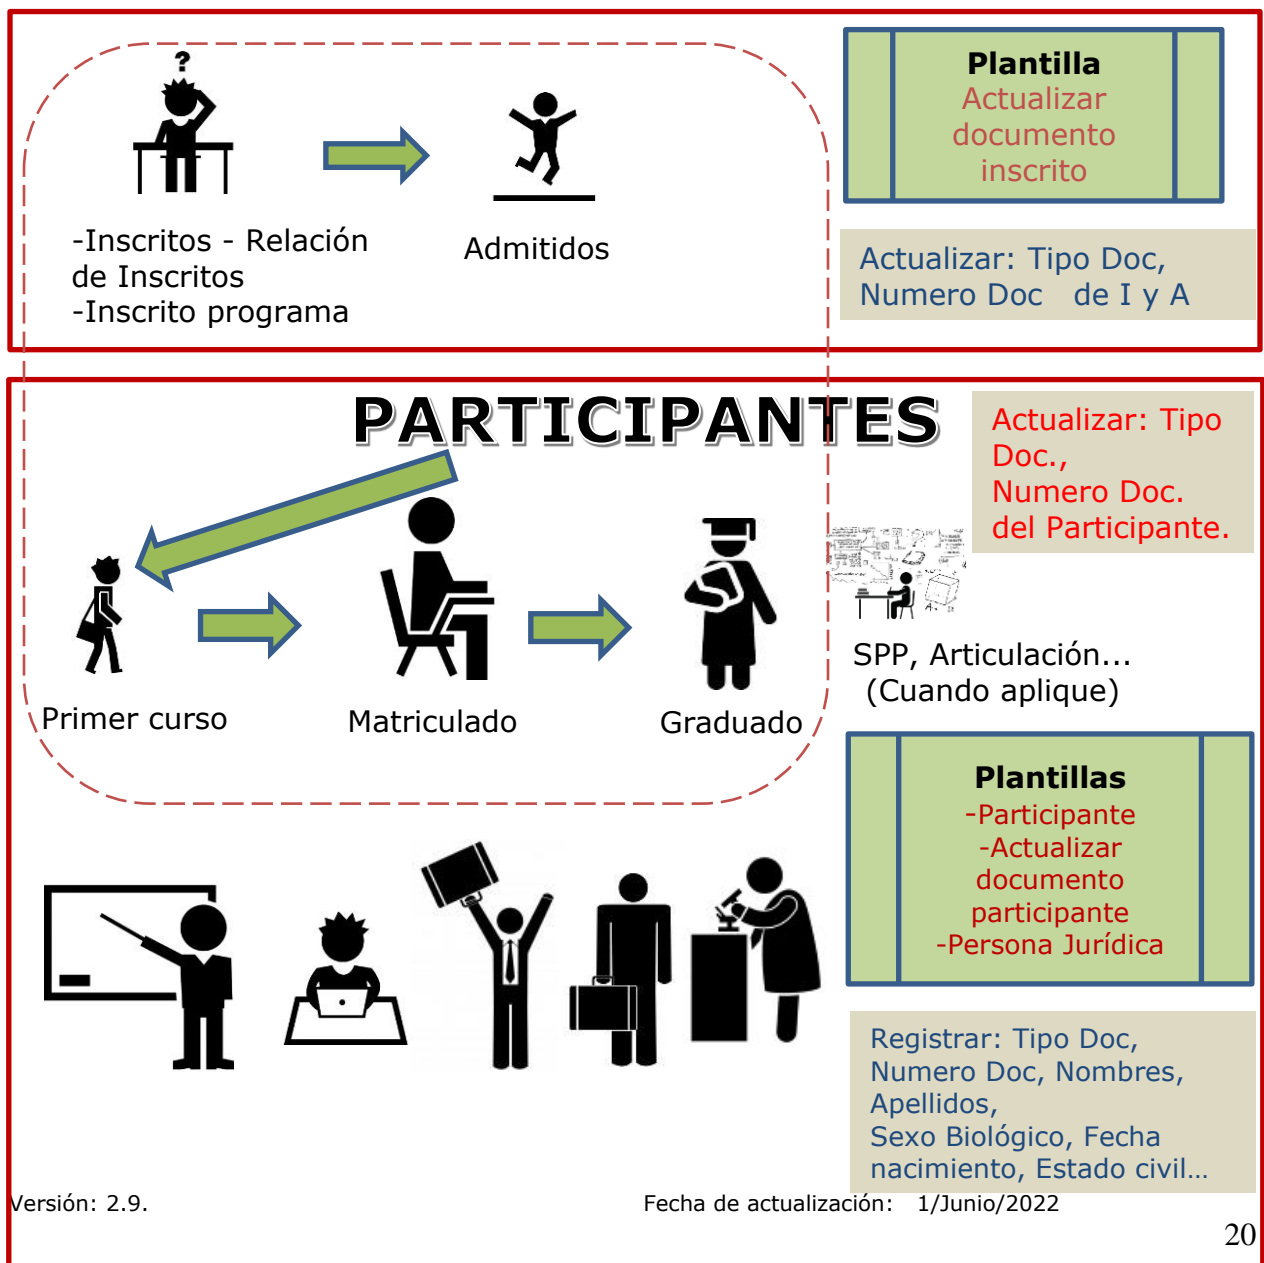 ?
Plantilla
Actualizar
documento
inscrito
-Inscritos - Relación
de Inscritos
-Inscrito programa
Admitidos
Actualizar: Tipo Doc,
Numero Doc   de I y A
PARTICIPANTES
Actualizar: Tipo
Doc.,
Numero Doc.
del Participante.
SPP, Articulación...
(Cuando aplique)
Primer curso
Matriculado
Graduado
Plantillas
-Participante
-Actualizar
documento
participante
-Persona Jurídica
Registrar: Tipo Doc,
Numero Doc, Nombres,
Apellidos,
Sexo Biológico, Fecha
nacimiento, Estado civil…
Versión: 2.9.
Fecha de actualización:   1/Junio/2022
20